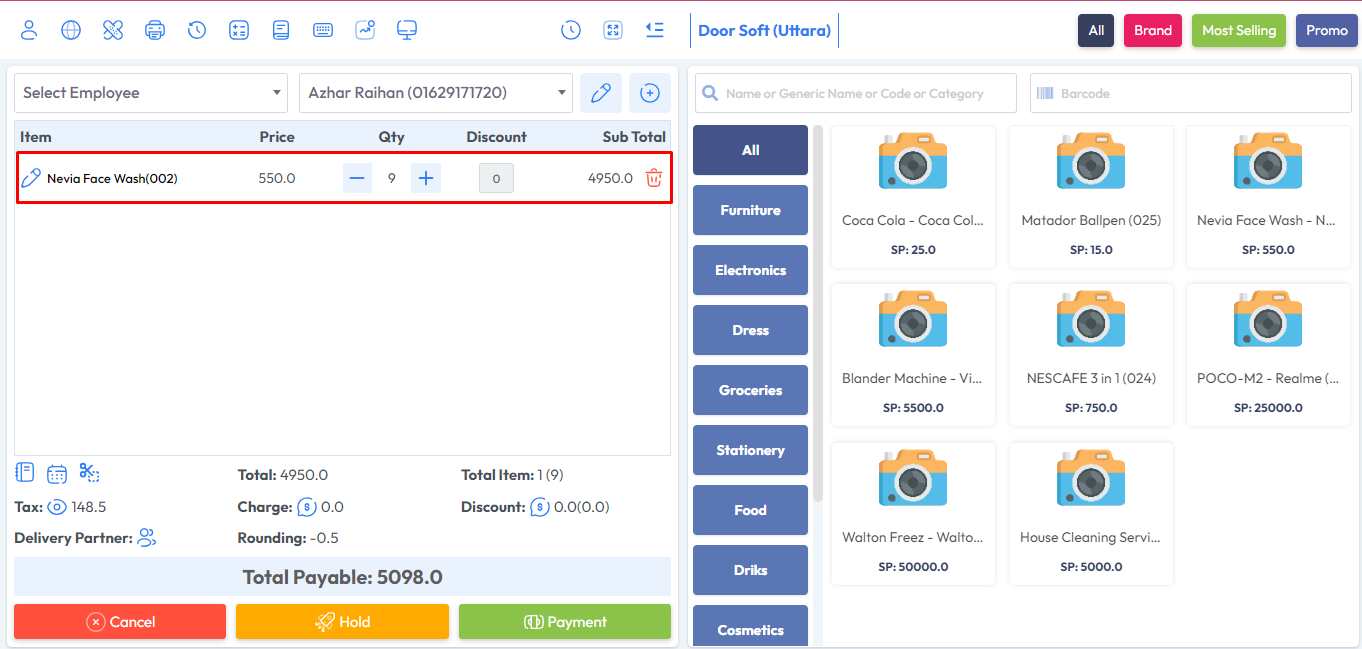 Door Soft (Uttara)
All
Brand
Most Selling
Promo
Select Employee
Azhar Raihan (01629171720)
Item Price Qty Discount Sub Total
Nevia Face Wash(002) 550.0 9 0 4950.0
Total: 4950.0
Total Item: 1 (9)
Tax: 148.5
Charge: 0.0
Discount: 0.0(0.0)
Delivery Partner:
Rounding: -0.5
Total Payable: 5098.0
Cancel
Hold
Payment
Name or Generic Name or Code or Category
Barcode
All
Furniture
Electronics
Dress
Groceries
Stationery
Food
Driks
Cosmetics
Coca Cola - Coca Col...
SP: 25.0
Matador Ballpen (025)
SP: 15.0
Nevia Face Wash - N...
SP: 550.0
Blander Machine - Vi...
SP: 5500.0
NESCAFE 3 in 1 (024)
SP: 750.0
POCO-M2 - Realme (...
SP: 25000.0
Walton Freez - Walto...
SP: 50000.0
House Cleaning Servi...
SP: 5000.0